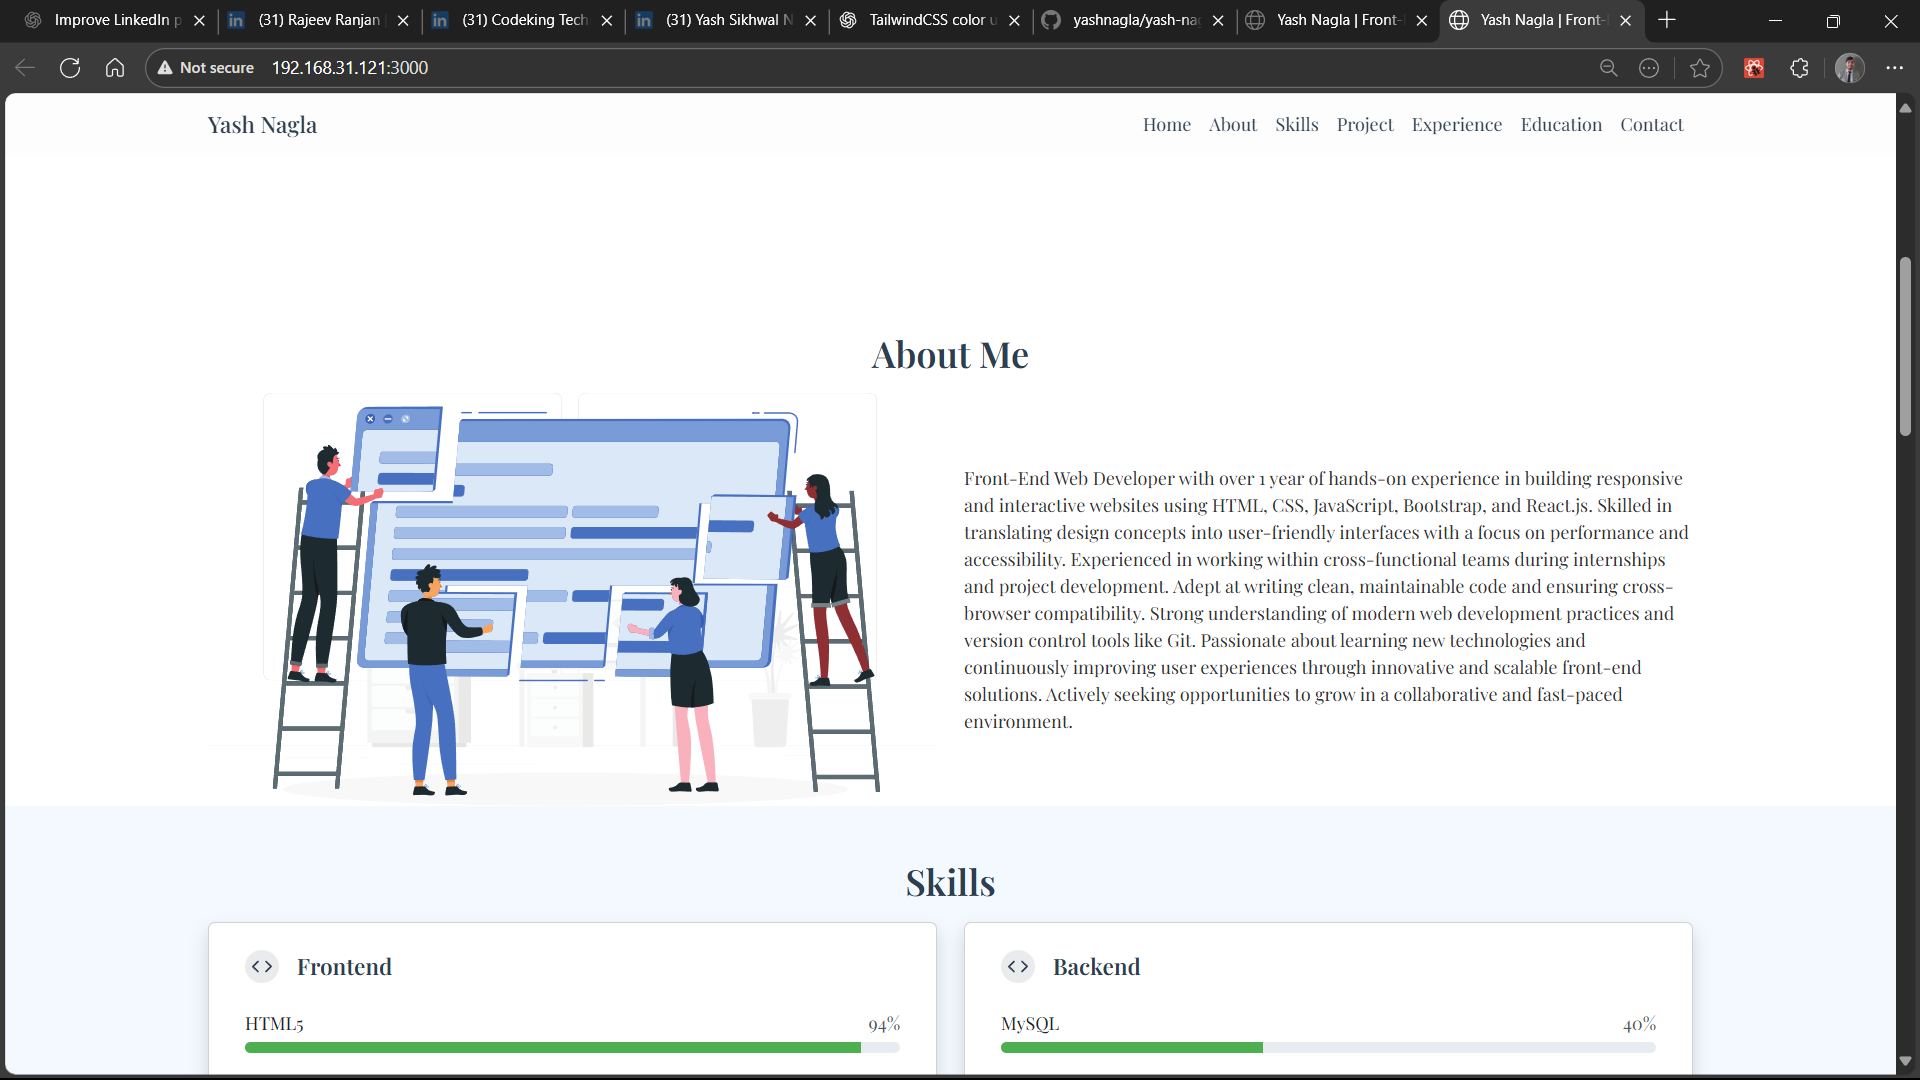 Improve LinkedIn p
(31) Rajeev Ranjan
(31) Codeking Tech
(31) Yash Sikhwal N
TailwindCSS color u
yashnagla/yash-nag
Yash Nagla | Front-
Yash Nagla | Front-
Not secure 192.168.31.121:3000
Yash Nagla
Home About Skills Project Experience Education Contact
About Me
Front-End Web Developer with over 1 year of hands-on experience in building responsive
and interactive websites using HTML, CSS, JavaScript, Bootstrap, and React.js. Skilled in
translating design concepts into user-friendly interfaces with a focus on performance and
accessibility. Experienced in working within cross-functional teams during internships
and project development. Adept at writing clean, maintainable code and ensuring cross-
browser compatibility. Strong understanding of modern web development practices and
version control tools like Git. Passionate about learning new technologies and
continuously improving user experiences through innovative and scalable front-end
solutions. Actively seeking opportunities to grow in a collaborative and fast-paced
environment.
Skills
Frontend
HTML5 94%
Backend
MySQL 40%